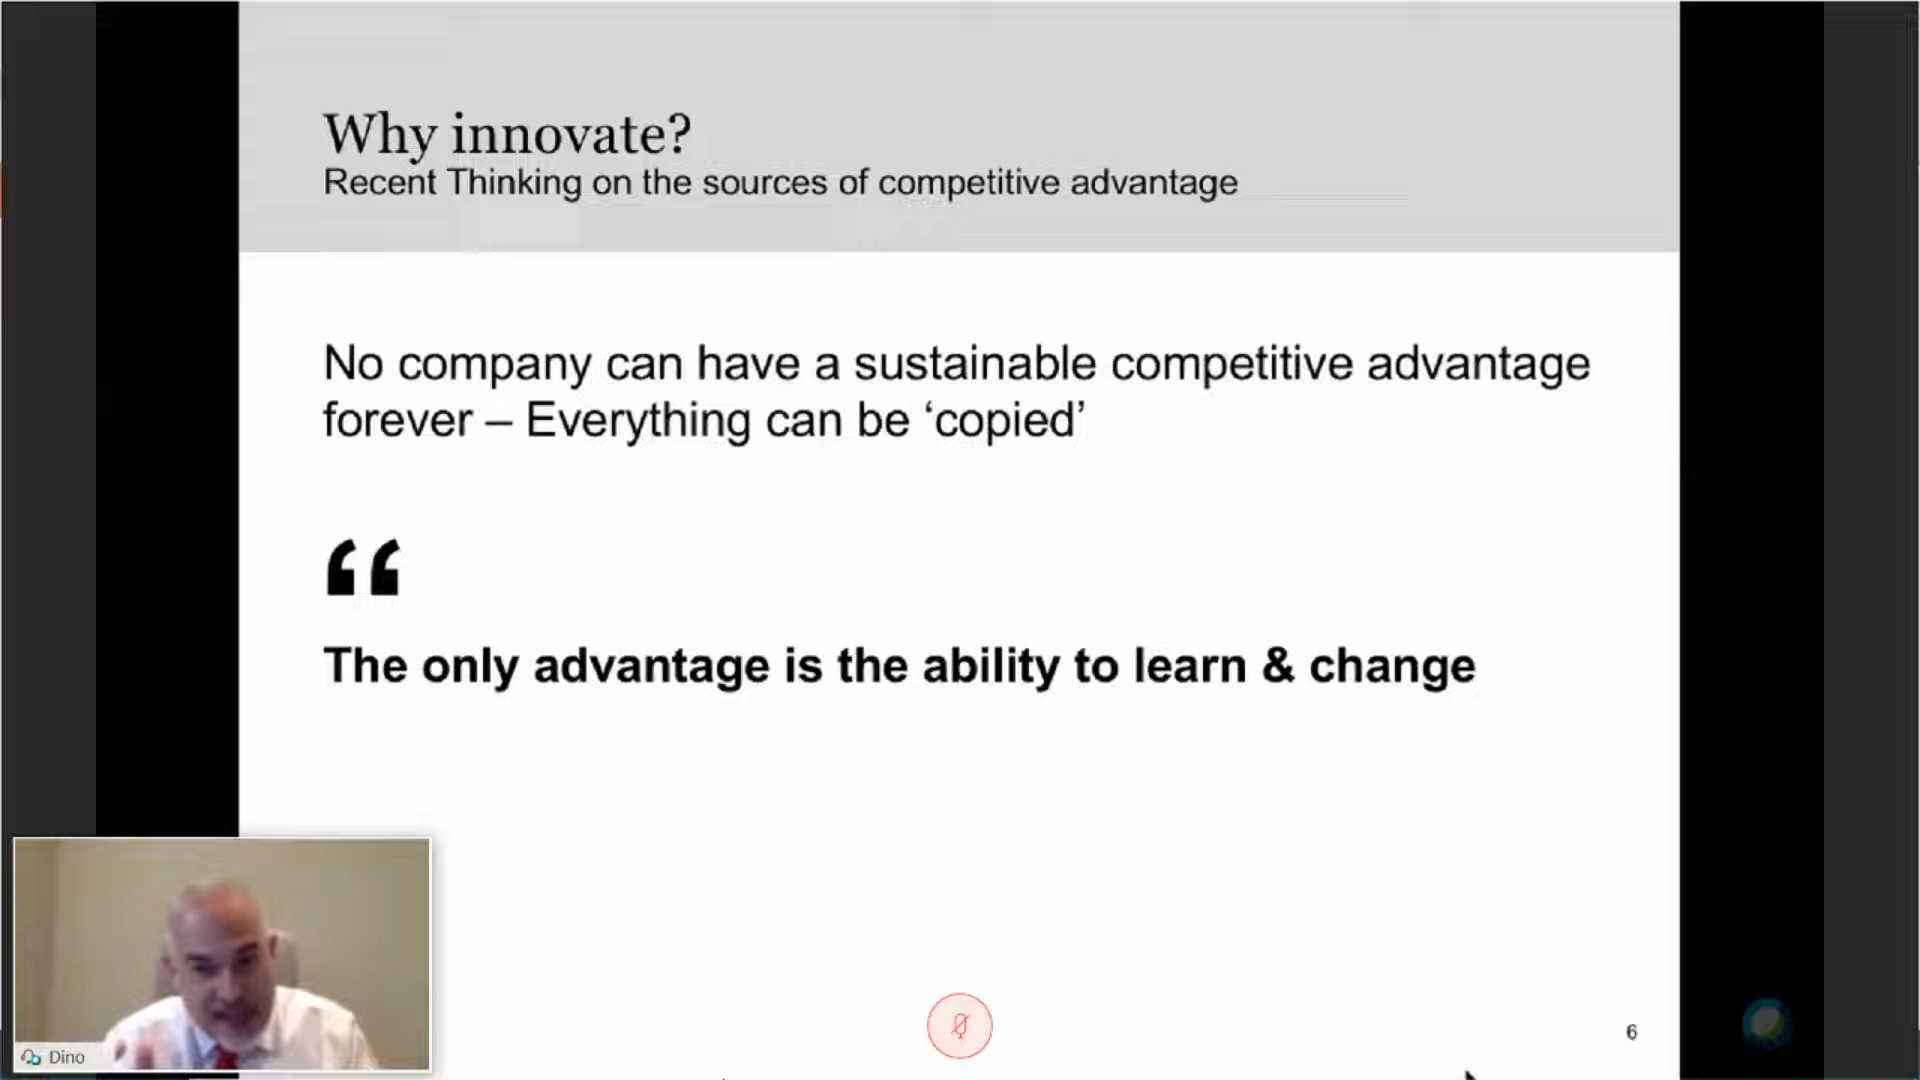 Why innovate?
Recent Thinking on the sources of competitive advantage
No company can have a sustainable competitive advantage
forever – Everything can be ‘copied’
“
The only advantage is the ability to learn & change
Dino
6